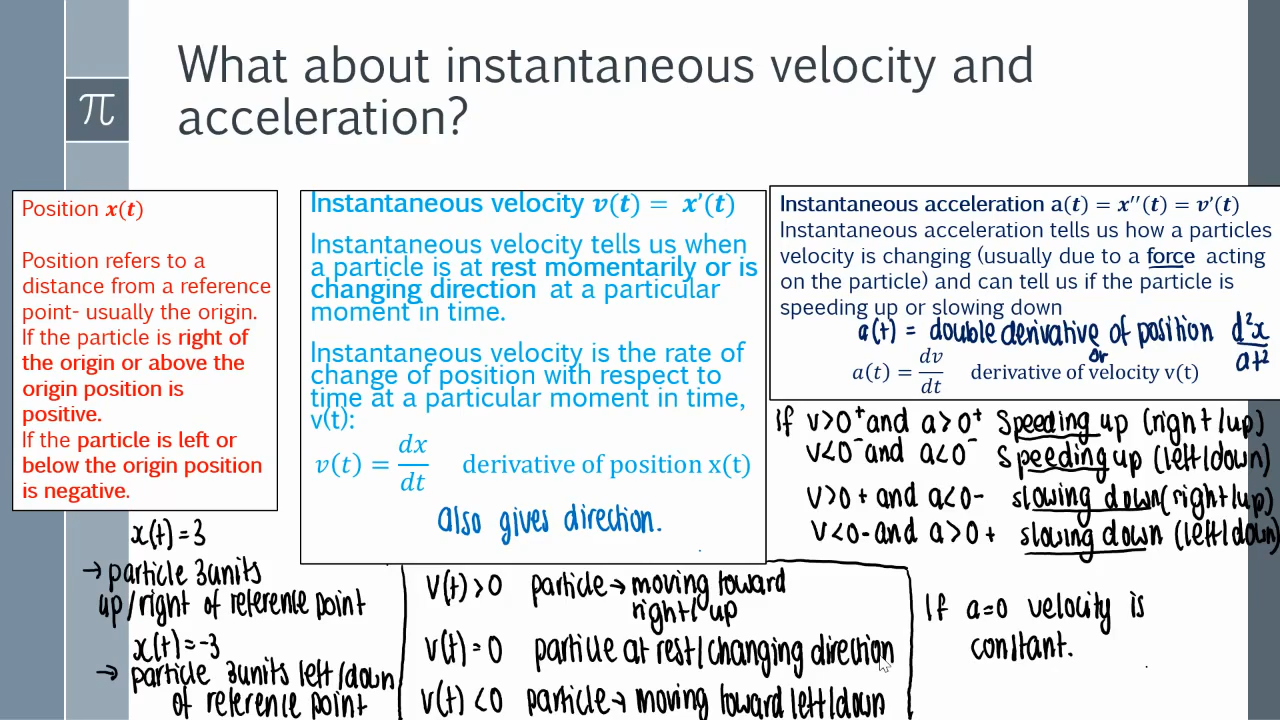 What about instantaneous velocity and
acceleration?
π
Position x(t)
Position refers to a
distance from a reference
point- usually the origin.
If the particle is right of
the origin or above the
origin position is
positive.
If the particle is left or
below the origin position
is negative.
x(t) = 3
→ particle 3units
up/right of reference point
x(t) = -3
→ particle 3units left/down
of reference point
Instantaneous velocity v(t) = x'(t)
Instantaneous velocity tells us when
a particle is at rest momentarily or is
changing direction at a particular
moment in time.
Instantaneous velocity is the rate of
change of position with respect to
time at a particular moment in time,
v(t):
v(t) = dx/dt derivative of position x(t)
also gives direction.
v(t) > 0 particle → moving toward
right/up
v(t) = 0 particle at rest/changing direction
v(t) < 0 particle → moving toward left/down
Instantaneous acceleration a(t) = x''(t) = v'(t)
Instantaneous acceleration tells us how a particles
velocity is changing (usually due to a force acting
on the particle) and can tell us if the particle is
speeding up or slowing down
a(t) = double derivative of position d²x/dt²
or
a(t) = dv/dt derivative of velocity v(t)
If v>0⁺ and a>0⁺ speeding up (right/up)
v<0⁻ and a<0⁻ speeding up (left/down)
v>0+ and a<0- slowing down (right/up)
v<0- and a>0+ slowing down (left/down)
If a=0 velocity is
constant.